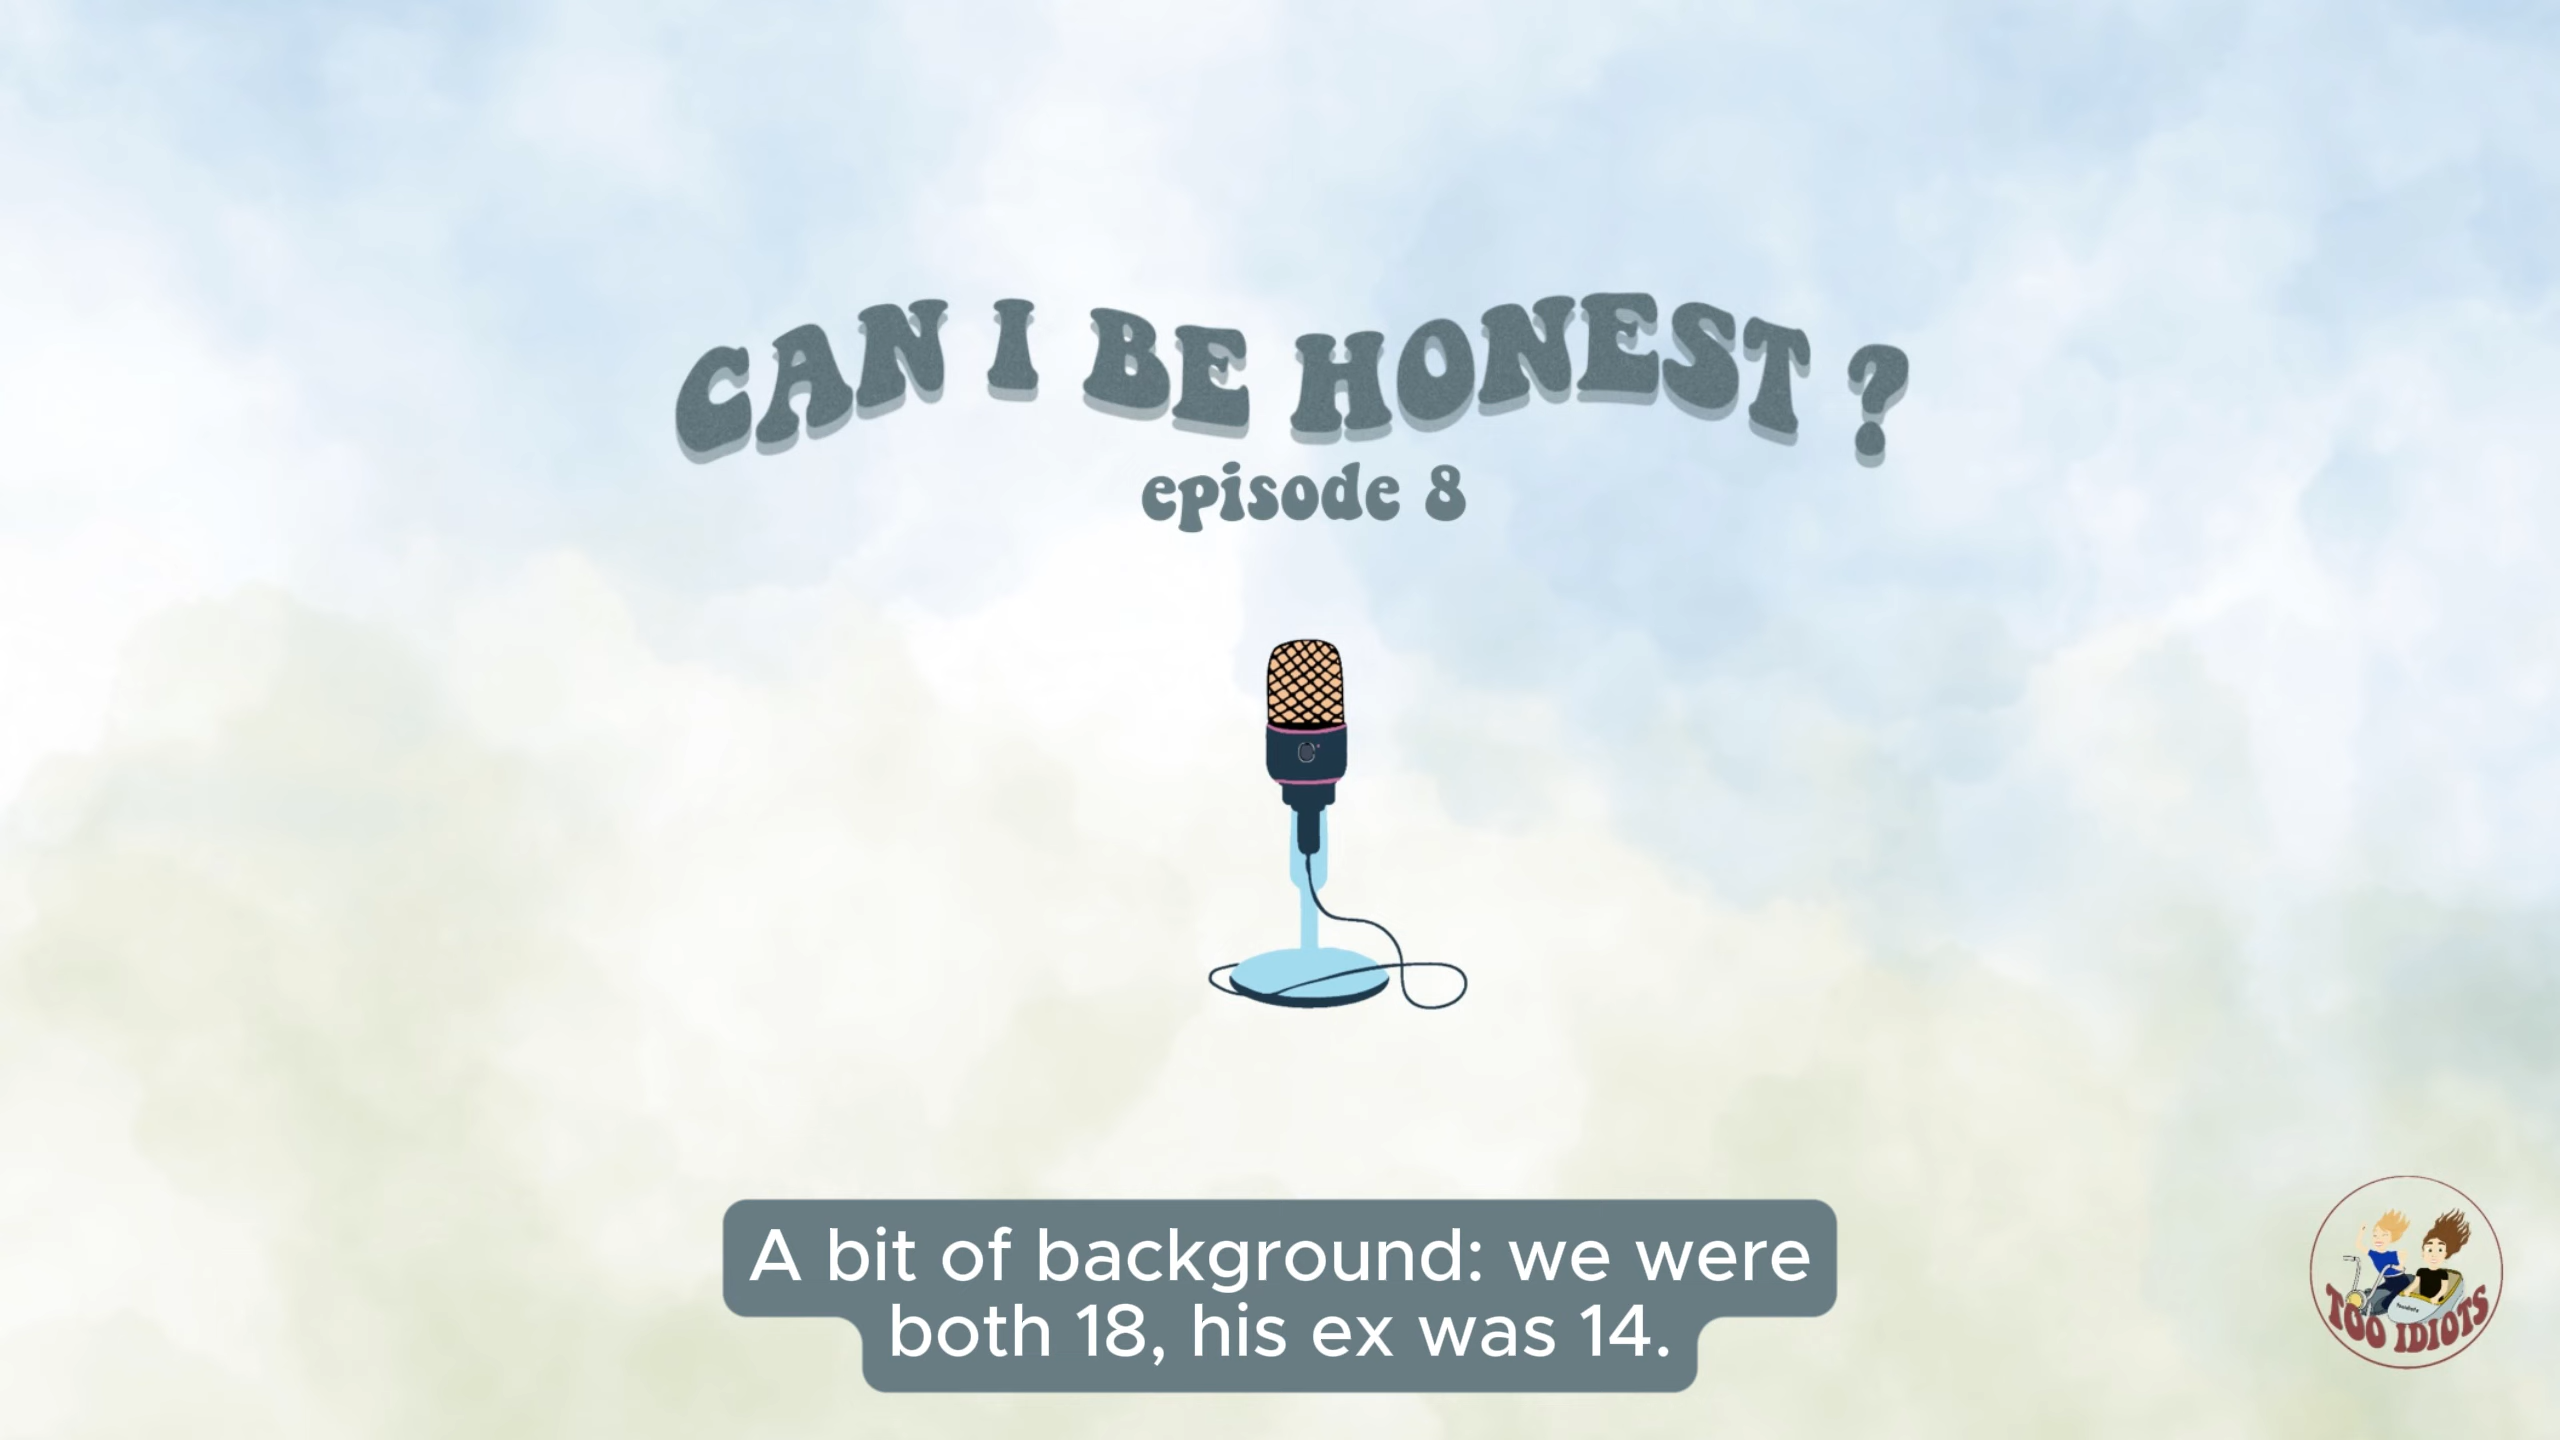 CAN I BE HONEST ?
episode 8
A bit of background: we were
both 18, his ex was 14.
TOO IDIOTS